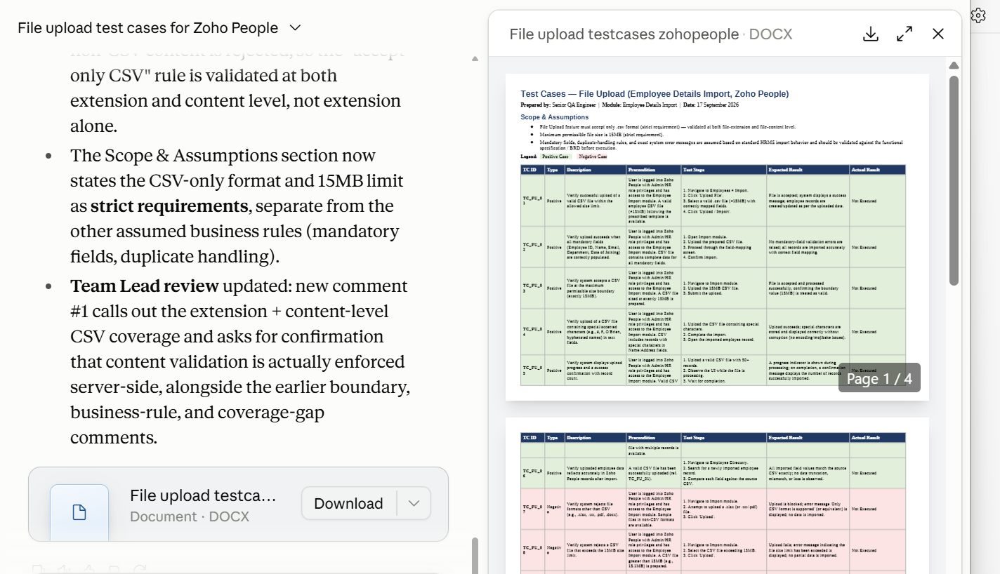 File upload test cases for Zoho People
only CSV" rule is validated at both
extension and content level, not extension
alone.
The Scope & Assumptions section now
states the CSV-only format and 15MB limit
as strict requirements, separate from the
other assumed business rules (mandatory
fields, duplicate handling).
Team Lead review updated: new comment
#1 calls out the extension + content-level
CSV coverage and asks for confirmation
that content validation is actually enforced
server-side, alongside the earlier boundary,
business-rule, and coverage-gap
comments.
File upload testca...
Document · DOCX
Download
File upload testcases zohopeople · DOCX
Test Cases — File Upload (Employee Details Import, Zoho People)
Prepared by: Senior QA Engineer | Module: Employee Details Import | Date: 17 September 2026
Scope & Assumptions
File Upload feature must accept only .csv format (strict requirement) — validated at both file-extension and file-content level.
Maximum permissible file size is 15MB (strict requirement).
Mandatory fields, duplicate-handling rules, and exact system error messages are assumed based on standard HRMS import behavior and should be validated against the functional
specification / BRD before execution.
Legend: Positive Case Negative Case
TC ID Type Description Precondition Test Steps Expected Result Actual Result
TC_FU_0
1
Positive
Verify successful upload of a
valid CSV file within the
allowed size limit.
User is logged into Zoho
People with Admin/HR
role privileges and has
access to the Employee
Import module. A valid
employee CSV file
(<15MB) following the
prescribed template is
available.
1. Navigate to Employees > Import.
2. Click 'Upload File'.
3. Select a valid .csv file (<15MB) with
correctly mapped fields.
4. Click 'Upload / Import'.
File is accepted; system displays a success
message; employee records are
created/updated as per the uploaded data.
Not Executed
TC_FU_0
2
Positive
Verify upload succeeds when
all mandatory fields
(Employee ID, Name, Email,
Department, Date of Joining)
are correctly populated.
User is logged into Zoho
People with Admin/HR
role privileges and has
access to the Employee
Import module. CSV file
contains complete data for
all mandatory fields.
1. Open Import module.
2. Upload the prepared CSV file.
3. Proceed through the field-mapping
screen.
4. Confirm import.
No mandatory-field validation errors are
raised; all records are imported accurately
with correct field mapping.
Not Executed
TC_FU_0
3
Positive
Verify system accepts a CSV
file at the maximum
permissible size boundary
(exactly 15MB).
User is logged into Zoho
People with Admin/HR
role privileges and has
access to the Employee
Import module. A CSV file
sized at exactly 15MB is
prepared.
1. Navigate to Import.
2. Upload the 15MB CSV file.
3. Submit the upload.
File is accepted and processed
successfully, confirming the boundary
value (15MB) is treated as valid.
Not Executed
TC_FU_0
4
Positive
Verify upload of a CSV file
containing special/accented
characters (e.g., é, ñ, O'Brien,
hyphenated names) in text
fields.
User is logged into Zoho
People with Admin/HR
role privileges and has
access to the Employee
Import module. CSV
includes records with
special characters in
Name/Address fields.
1. Upload the CSV file containing special
characters.
2. Complete the import.
3. Open the imported employee record.
Upload succeeds; special characters are
stored and displayed correctly without
corruption (no encoding/mojibake issues).
Not Executed
TC_FU_0
5
Positive
Verify system displays upload
progress and a success
confirmation with record
count.
User is logged into Zoho
People with Admin/HR
role privileges and has
access to the Employee
Import module. Valid CSV
1. Upload a valid CSV file with 50+
records.
2. Observe the UI while the file is
processing.
3. Wait for completion.
A progress indicator is shown during
processing; on completion, a confirmation
message displays the number of records
successfully imported.
Not Executed
Page 1 / 4
TC ID Type Description Precondition Test Steps Expected Result Actual Result
file with multiple records is
available.
TC_FU_0
6
Positive
Verify uploaded employee data
reflects accurately in Zoho
People records after import.
A valid CSV file has been
successfully uploaded (ref.
TC_FU_01).
1. Navigate to Employee Directory.
2. Search for a newly imported employee
record.
3. Compare each field against the source
CSV.
All imported field values match the source
CSV exactly; no data truncation,
mismatch, or loss is observed.
Not Executed
TC_FU_0
7
Negativ
e
Verify system rejects file
formats other than CSV
(e.g., .xlsx, .txt, .pdf, .docx).
User is logged into Zoho
People with Admin/HR
role privileges and has
access to the Employee
Import module. Sample
files in non-CSV formats
are available.
1. Navigate to Import module.
2. Attempt to upload a .xlsx (or .txt/.pdf)
file.
3. Click 'Upload'.
Upload is blocked; error message 'Only
CSV format is supported' (or equivalent) is
displayed; no data is imported.
Not Executed
TC_FU_0
8
Negativ
e
Verify system rejects a CSV
file that exceeds the 15MB size
limit.
User is logged into Zoho
People with Admin/HR
role privileges and has
access to the Employee
Import module. A CSV file
greater than 15MB (e.g.,
15.1MB) is prepared.
1. Navigate to Import module.
2. Select the CSV file exceeding 15MB.
3. Click 'Upload'.
Upload fails; error message indicating the
file size limit has been exceeded is
displayed; no partial data is imported.
Not Executed